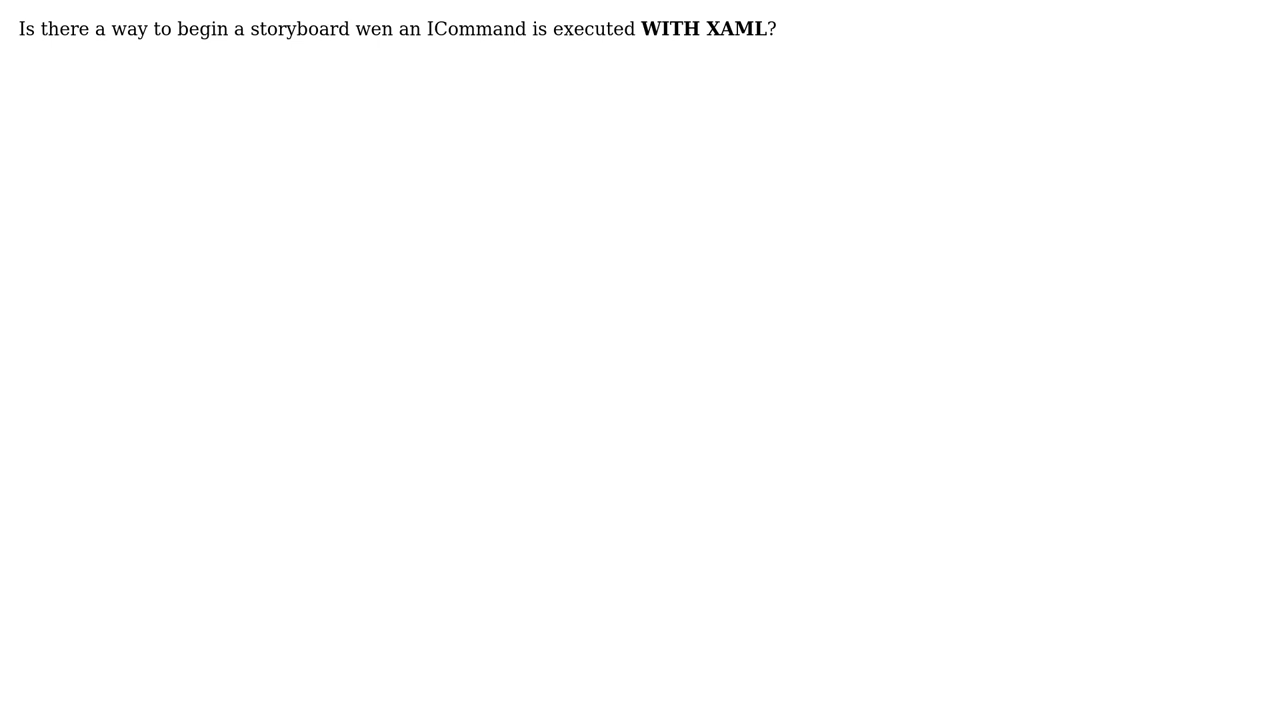 Is there a way to begin a storyboard wen an ICommand is executed WITH XAML?